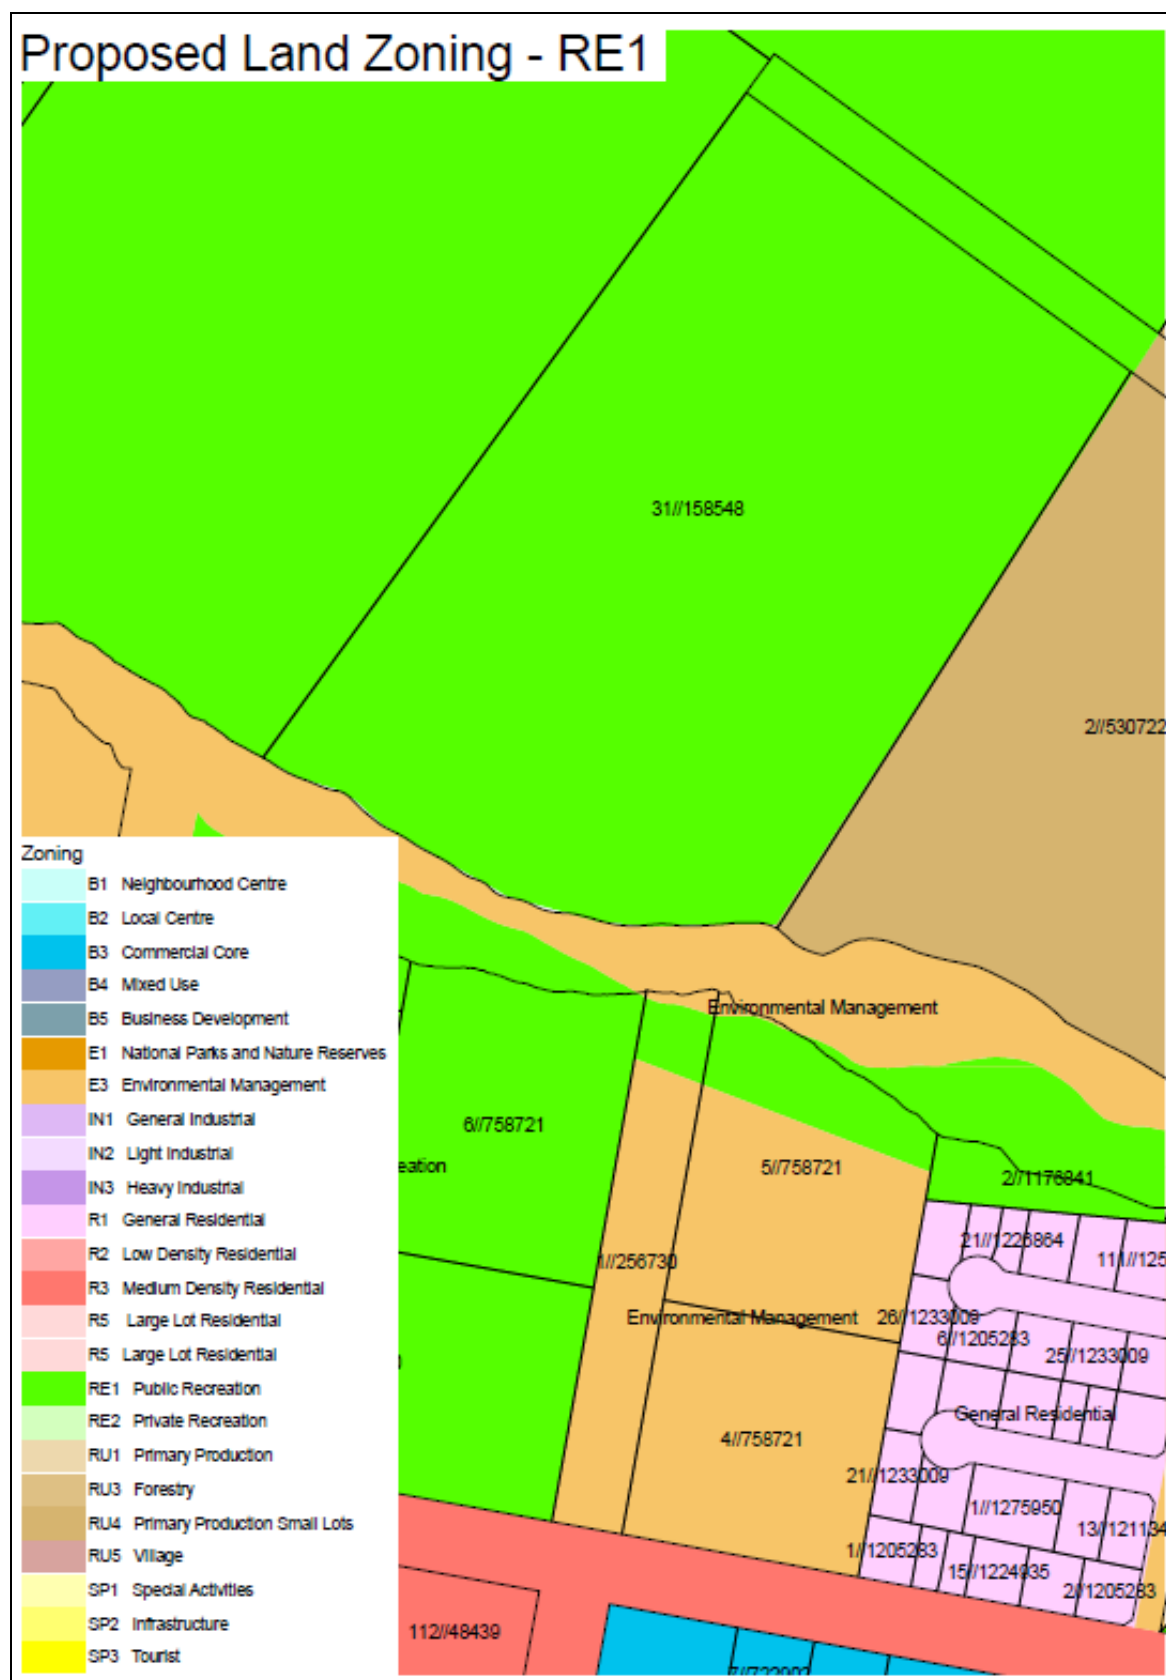 Proposed Land Zoning - RE1
31//158548
2//530722
Environmental Management
6//758721
eation
5//758721
2//1176841
21//1226864
111//125
1//256730
Environmental Management
26//1233009
6//1205283
25//1233009
General Residential
4//758721
21//1233009
1//1275950
13//121134
1//1205283
15//1224935
2//1205283
112//48439
Zoning
B1 Neighbourhood Centre
B2 Local Centre
B3 Commercial Core
B4 Mixed Use
B5 Business Development
E1 National Parks and Nature Reserves
E3 Environmental Management
IN1 General Industrial
IN2 Light Industrial
IN3 Heavy Industrial
R1 General Residential
R2 Low Density Residential
R3 Medium Density Residential
R5 Large Lot Residential
R5 Large Lot Residential
RE1 Public Recreation
RE2 Private Recreation
RU1 Primary Production
RU3 Forestry
RU4 Primary Production Small Lots
RU5 Village
SP1 Special Activities
SP2 Infrastructure
SP3 Tourist